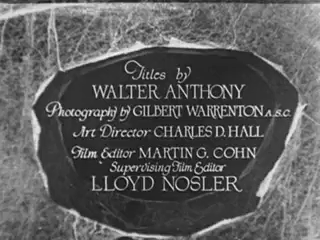 Titles by
WALTER ANTHONY
Photography by GILBERT WARRENTON A.S.C.
Art Director CHARLES D. HALL
Film Editor MARTIN G. COHN
Supervising Film Editor
LLOYD NOSLER